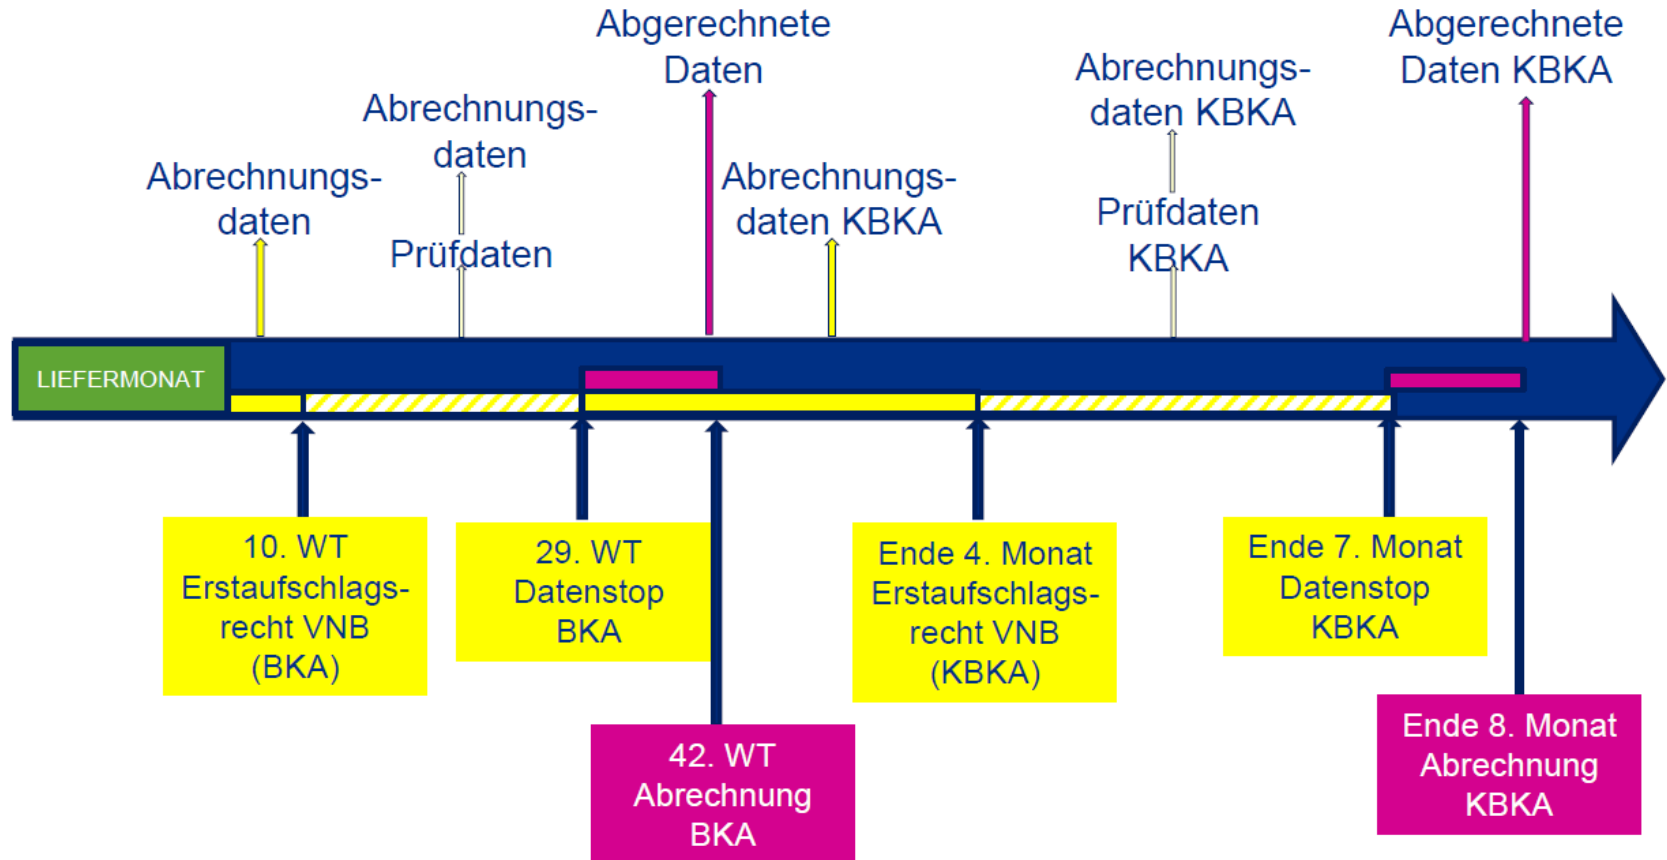 Abgerechnete
Daten
Abgerechnete
Daten KBKA
Abrechnungs-
daten KBKA
Abrechnungs-
daten
Abrechnungs-
daten
Abrechnungs-
daten KBKA
Prüfdaten
KBKA
Prüfdaten
LIEFERMONAT
10. WT
Erstaufschlags-
recht VNB
(BKA)
29. WT
Datenstop
BKA
Ende 4. Monat
Erstaufschlags-
recht VNB
(KBKA)
Ende 7. Monat
Datenstop
KBKA
42. WT
Abrechnung
BKA
Ende 8. Monat
Abrechnung
KBKA